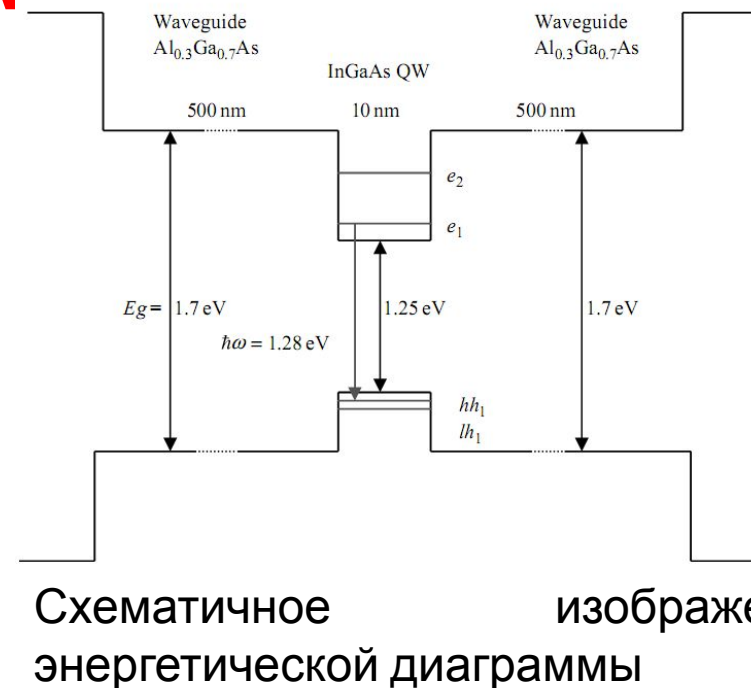 Waveguide
Al0.3Ga0.7As
Waveguide
Al0.3Ga0.7As
InGaAs QW
500 nm
10 nm
500 nm
e2
e1
Eg = 1.7 eV
1.25 eV
1.7 eV
ħω = 1.28 eV
hh1
lh1
Схематичное изображе
энергетической диаграммы